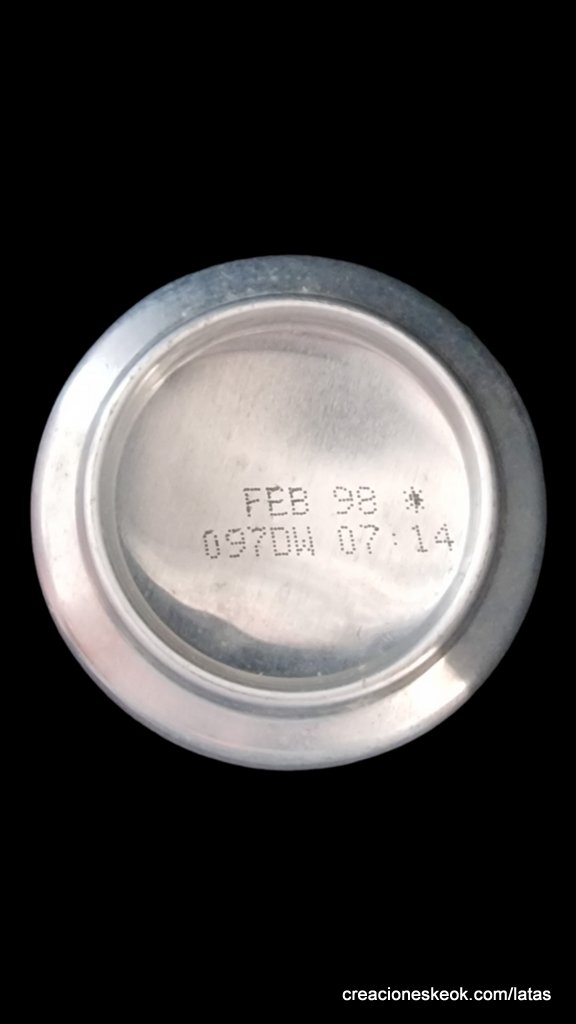 FEB 98 *
097DW 07:14
creacioneskeok.com/latas